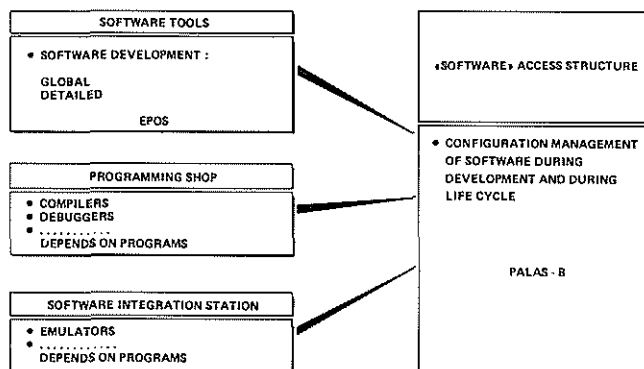 SOFTWARE TOOLS
• SOFTWARE DEVELOPMENT :
GLOBAL
DETAILED
EPOS
PROGRAMMING SHOP
• COMPILERS
• DEBUGGERS
• ............
DEPENDS ON PROGRAMS
SOFTWARE INTEGRATION STATION
• EMULATORS
• ............
DEPENDS ON PROGRAMS
«SOFTWARE» ACCESS STRUCTURE
• CONFIGURATION MANAGEMENT
OF SOFTWARE DURING
DEVELOPMENT AND DURING
LIFE CYCLE
PALAS - B